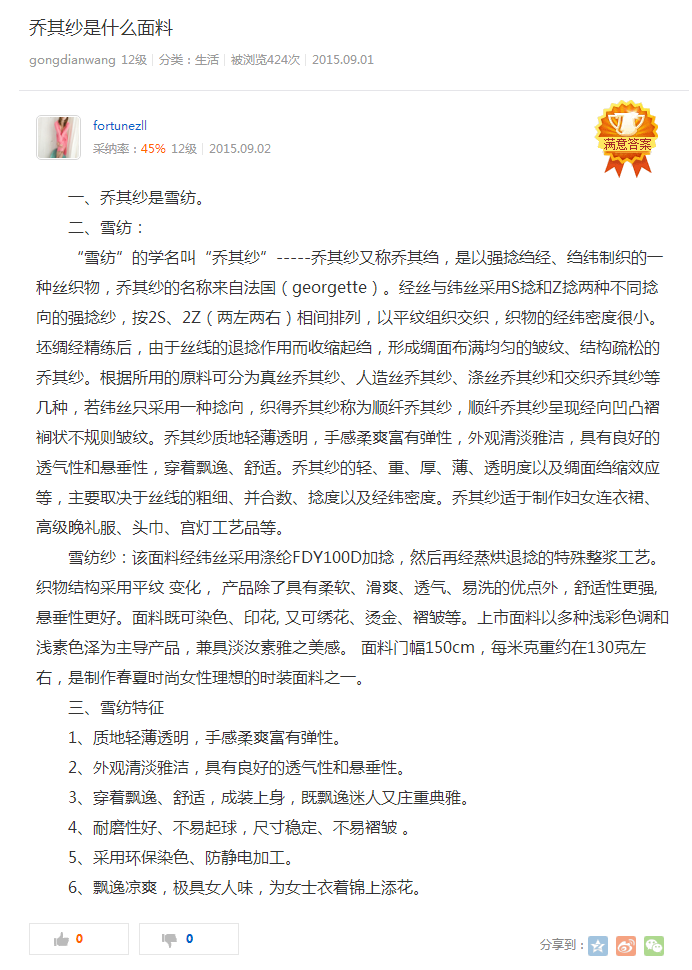 乔其纱是什么面料
gongdianwang 12级 | 分类：生活 | 被浏览424次 | 2015.09.01
fortunezll
采纳率：45% 12级 | 2015.09.02
满意答案
一、乔其纱是雪纺。
二、雪纺：
“雪纺”的学名叫“乔其纱”-----乔其纱又称乔其绉，是以强捻绉经、绉纬制织的一
种丝织物，乔其纱的名称来自法国（georgette）。经丝与纬丝采用S捻和Z捻两种不同捻
向的强捻纱，按2S、2Z（两左两右）相间排列，以平纹组织交织，织物的经纬密度很小。
坯绸经精练后，由于丝线的退捻作用而收缩起绉，形成绸面布满均匀的皱纹、结构疏松的
乔其纱。根据所用的原料可分为真丝乔其纱、人造丝乔其纱、涤丝乔其纱和交织乔其纱等
几种，若纬丝只采用一种捻向，织得乔其纱称为顺纡乔其纱，顺纡乔其纱呈现经向凹凸褶
裥状不规则皱纹。乔其纱质地轻薄透明，手感柔爽富有弹性，外观清淡雅洁，具有良好的
透气性和悬垂性，穿着飘逸、舒适。乔其纱的轻、重、厚、薄、透明度以及绸面绉缩效应
等，主要取决于丝线的粗细、并合数、捻度以及经纬密度。乔其纱适于制作妇女连衣裙、
高级晚礼服、头巾、宫灯工艺品等。
雪纺纱：该面料经纬丝采用涤纶FDY100D加捻，然后再经蒸烘退捻的特殊整浆工艺。
织物结构采用平纹 变化， 产品除了具有柔软、滑爽、透气、易洗的优点外，舒适性更强,
悬垂性更好。面料既可染色、印花, 又可绣花、烫金、褶皱等。上市面料以多种浅彩色调和
浅素色泽为主导产品，兼具淡汝素雅之美感。 面料门幅150cm，每米克重约在130克左
右，是制作春夏时尚女性理想的时装面料之一。
三、雪纺特征
1、质地轻薄透明，手感柔爽富有弹性。
2、外观清淡雅洁，具有良好的透气性和悬垂性。
3、穿着飘逸、舒适，成装上身，既飘逸迷人又庄重典雅。
4、耐磨性好、不易起球，尺寸稳定、不易褶皱 。
5、采用环保染色、防静电加工。
6、飘逸凉爽，极具女人味，为女士衣着锦上添花。
0 0 分享到：